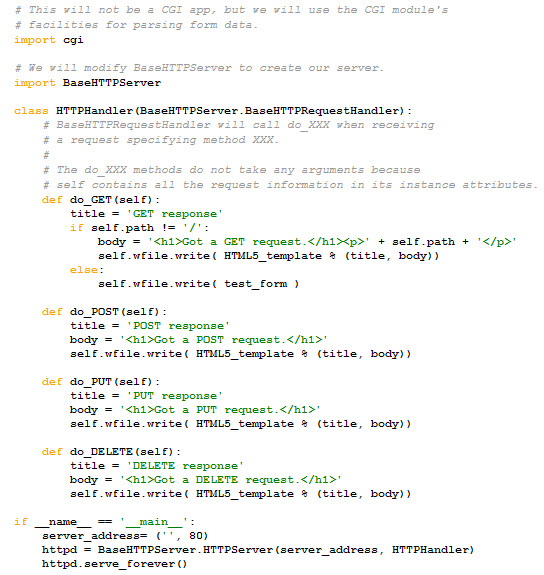 # This will not be a CGI app, but we will use the CGI module's
# facilities for parsing form data.
import cgi

# We will modify BaseHTTPServer to create our server.
import BaseHTTPServer

class HTTPHandler(BaseHTTPServer.BaseHTTPRequestHandler):
    # BaseHTTPRequestHandler will call do_XXX when receiving
    # a request specifying method XXX.
    #
    # The do_XXX methods do not take any arguments because
    # self contains all the request information in its instance attributes.
    def do_GET(self):
        title = 'GET response'
        if self.path != '/':
            body = '<h1>Got a GET request.</h1><p>' + self.path + '</p>'
            self.wfile.write( HTML5_template % (title, body))
        else:
            self.wfile.write( test_form )

    def do_POST(self):
        title = 'POST response'
        body = '<h1>Got a POST request.</h1>'
        self.wfile.write( HTML5_template % (title, body))

    def do_PUT(self):
        title = 'PUT response'
        body = '<h1>Got a PUT request.</h1>'
        self.wfile.write( HTML5_template % (title, body))

    def do_DELETE(self):
        title = 'DELETE response'
        body = '<h1>Got a DELETE request.</h1>'
        self.wfile.write( HTML5_template % (title, body))

if __name__ == '__main__':
    server_address= ('', 80)
    httpd = BaseHTTPServer.HTTPServer(server_address, HTTPHandler)
    httpd.serve_forever()